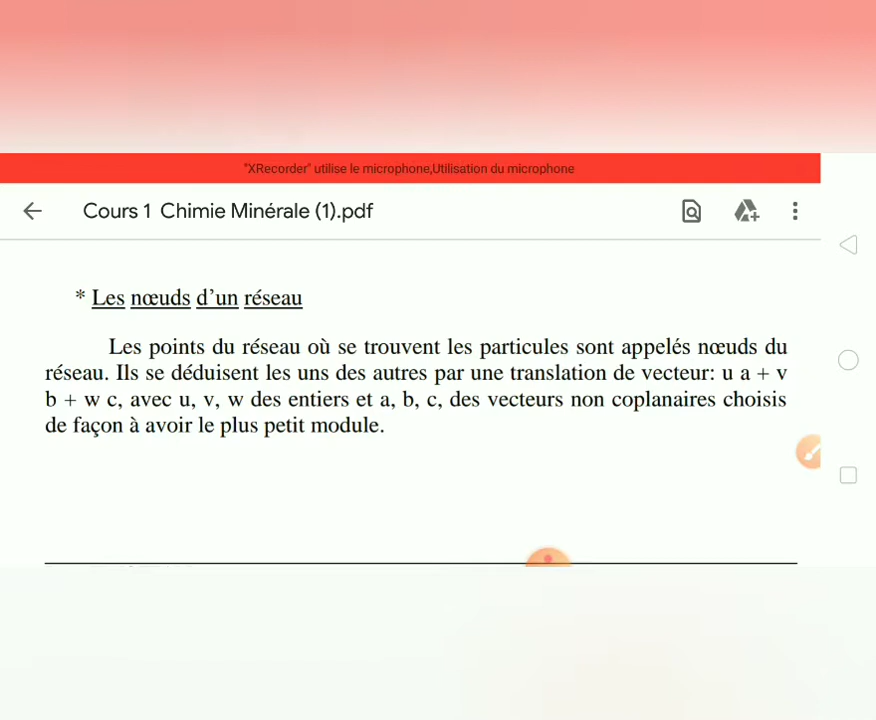 "XRecorder" utilise le microphone,Utilisation du microphone
Cours 1 Chimie Minérale (1).pdf
* Les nœuds d'un réseau
Les points du réseau où se trouvent les particules sont appelés nœuds du
réseau. Ils se déduisent les uns des autres par une translation de vecteur: u a + v
b + w c, avec u, v, w des entiers et a, b, c, des vecteurs non coplanaires choisis
de façon à avoir le plus petit module.